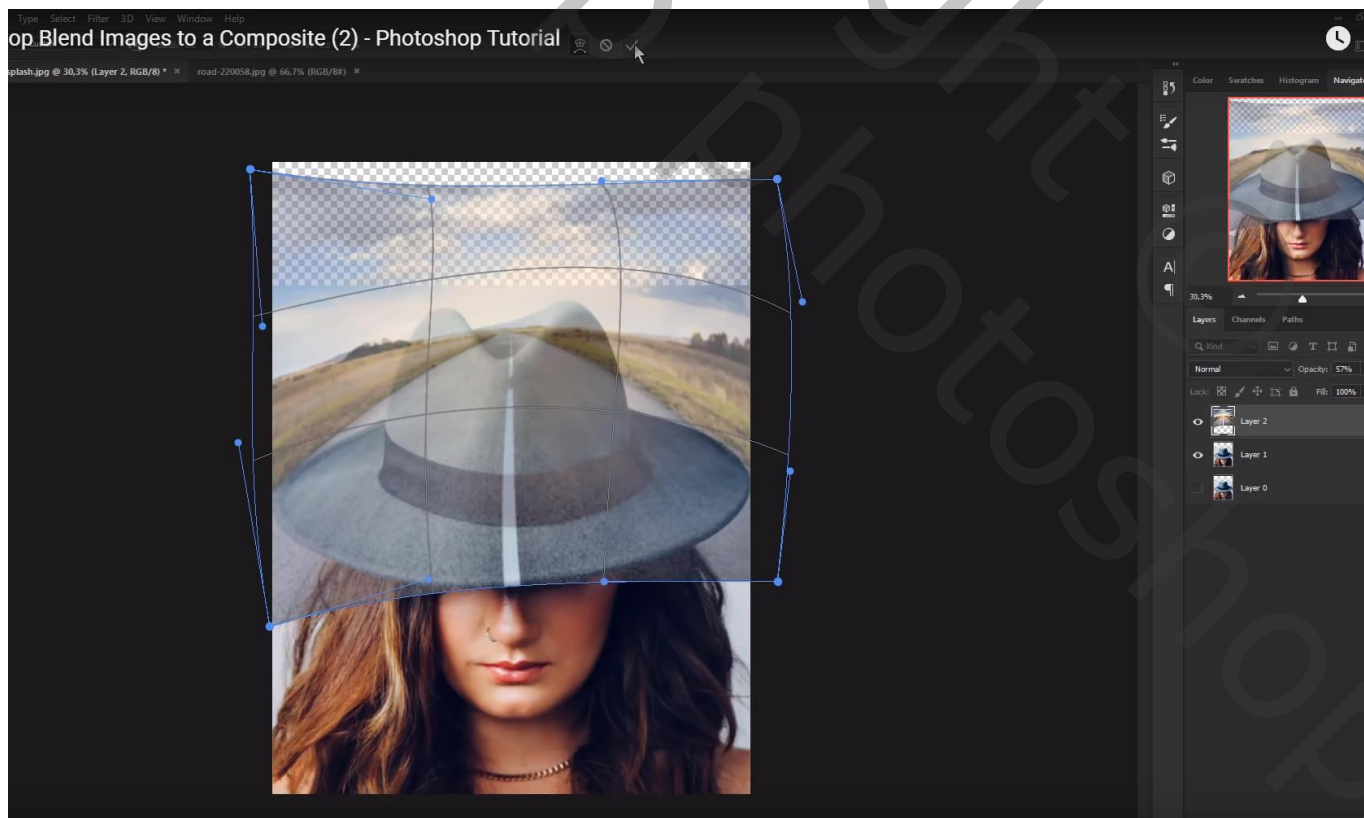 Type Select Filter 3D View Window Help
op Blend Images to a Composite (2) - Photoshop Tutorial
splash.jpg @ 30,3% (Layer 2, RGB/8) * × road-220058.jpg @ 66,7% (RGB/8#) ×
Color Swatches Histogram Navigat
30,3%
Layers Channels Paths
Kind
Normal Opacity: 57%
Lock: Fill: 100%
Layer 2
Layer 1
Layer 0
photoshop